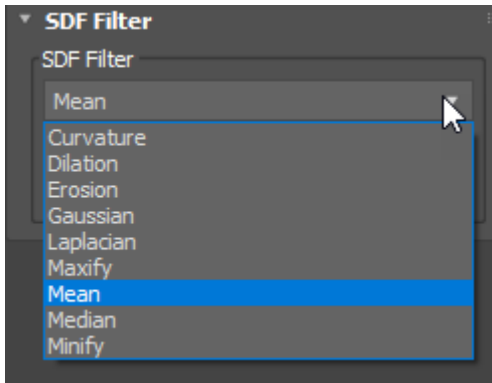 SDF Filter
SDF Filter
Mean
Curvature
Dilation
Erosion
Gaussian
Laplacian
Maxify
Mean
Median
Minify